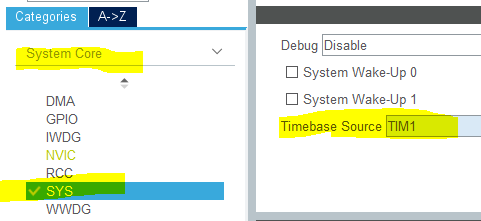 Categories A->Z
System Core
DMA
GPIO
IWDG
NVIC
RCC
SYS
WWDG
Debug Disable
System Wake-Up 0
System Wake-Up 1
Timebase Source TIM1